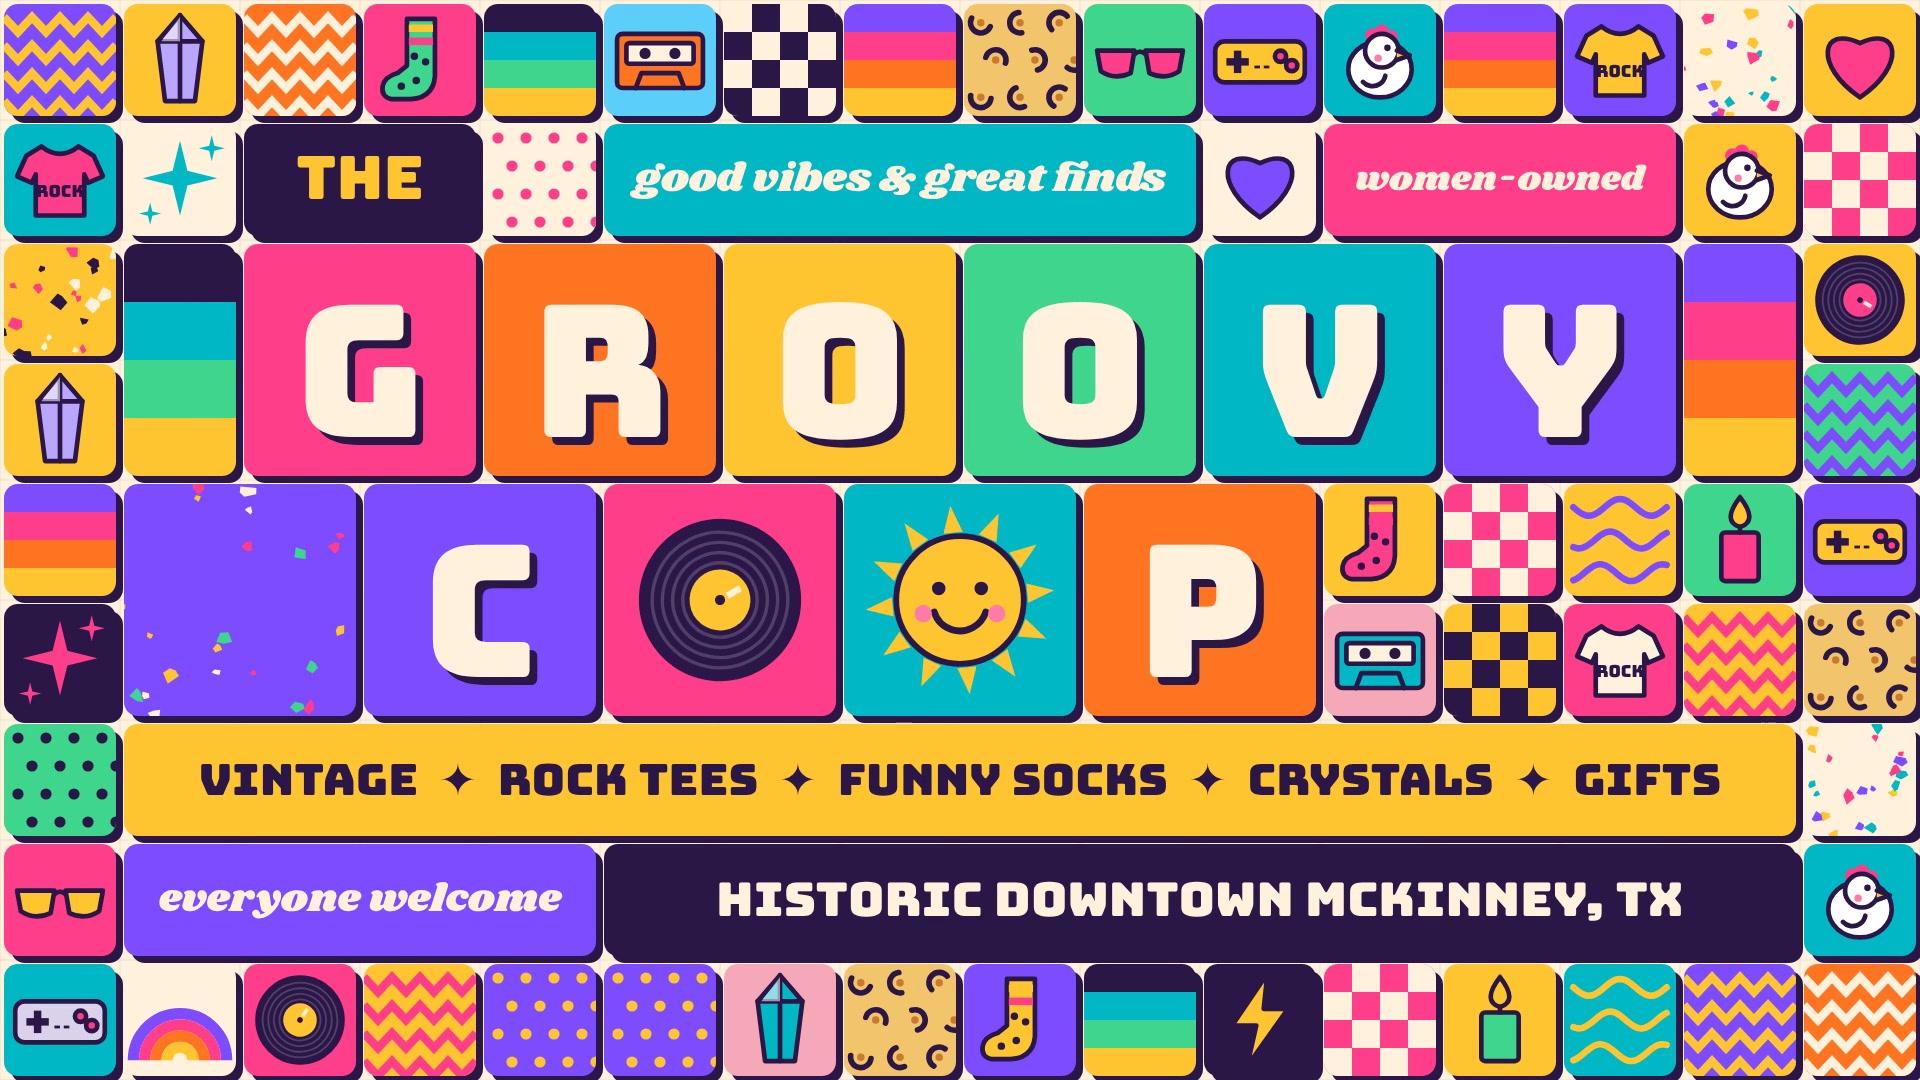 ROCK
ROCK
THE
good vibes & great finds
women-owned
GROOVY
C P
ROCK
VINTAGE ✦ ROCK TEES ✦ FUNNY SOCKS ✦ CRYSTALS ✦ GIFTS
everyone welcome
HISTORIC DOWNTOWN MCKINNEY, TX